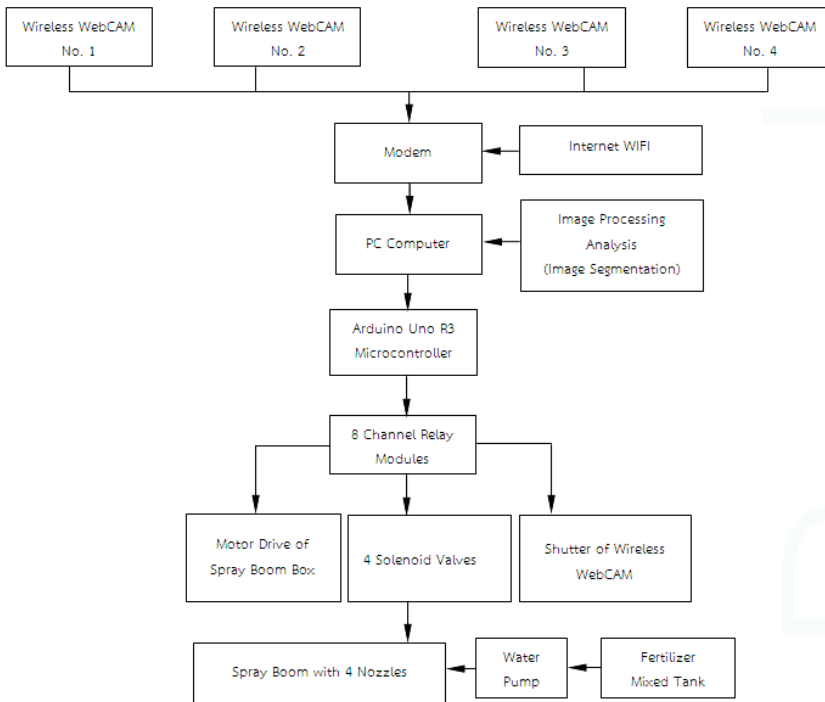 Wireless WebCAM
No. 1
Wireless WebCAM
No. 2
Wireless WebCAM
No. 3
Wireless WebCAM
No. 4
Modem
Internet WIFI
PC Computer
Image Processing
Analysis
(Image Segmentation)
Arduino Uno R3
Microcontroller
8 Channel Relay
Modules
Motor Drive of
Spray Boom Box
4 Solenoid Valves
Shutter of Wireless
WebCAM
Spray Boom with 4 Nozzles
Water
Pump
Fertilizer
Mixed Tank